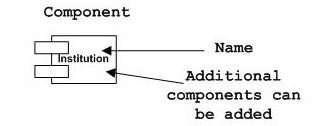 Component
Institution
Name
Additional
components can
be added